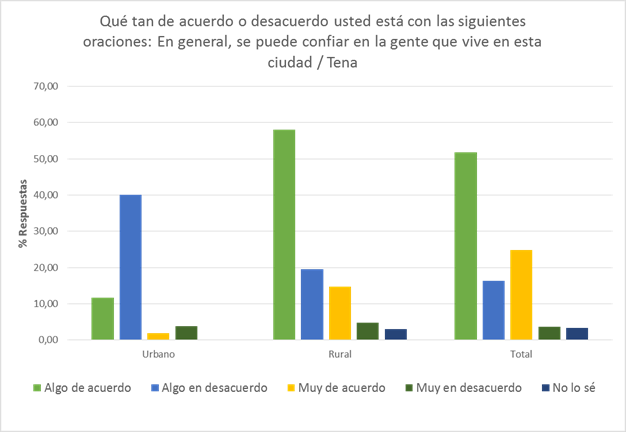 Qué tan de acuerdo o desacuerdo usted está con las siguientes
oraciones: En general, se puede confiar en la gente que vive en esta
ciudad / Tena
70,00
60,00
50,00
40,00
30,00
20,00
10,00
0,00
% Respuestas
Urbano Rural Total
Algo de acuerdo Algo en desacuerdo Muy de acuerdo Muy en desacuerdo No lo sé